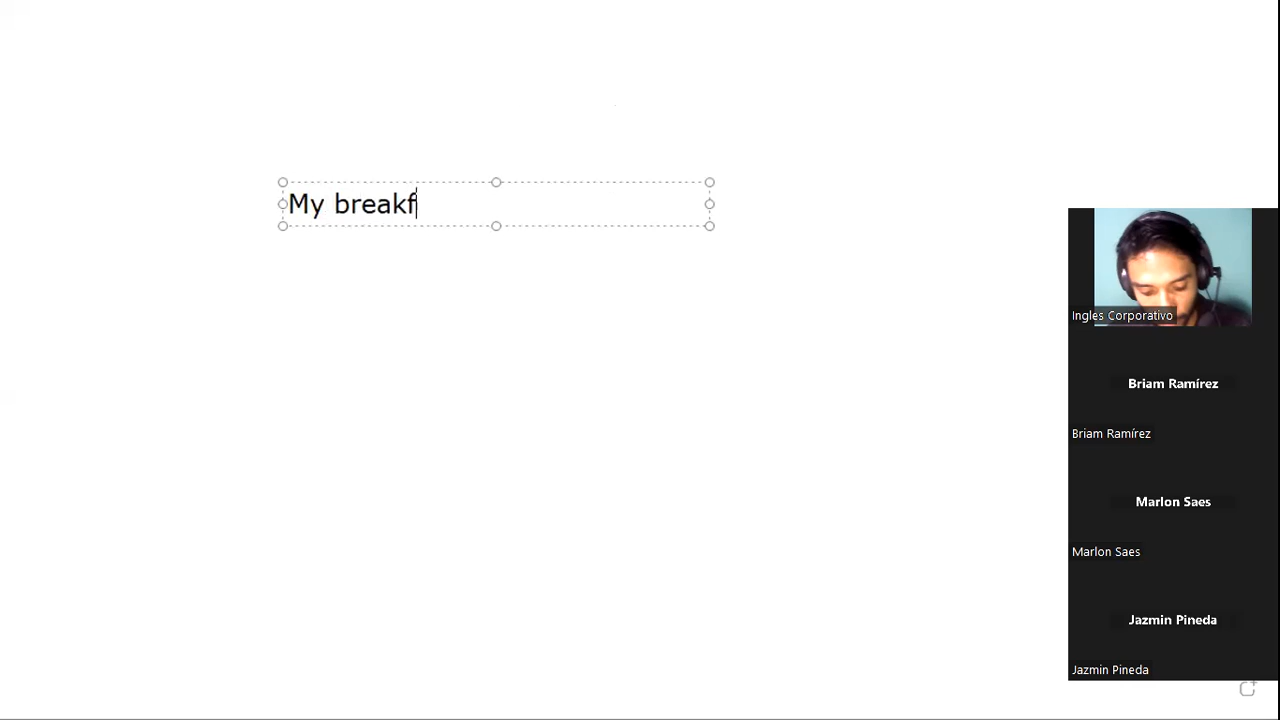 My breakf
Ingles Corporativo
Briam Ramírez
Briam Ramírez
Marlon Saes
Marlon Saes
Jazmin Pineda
Jazmin Pineda